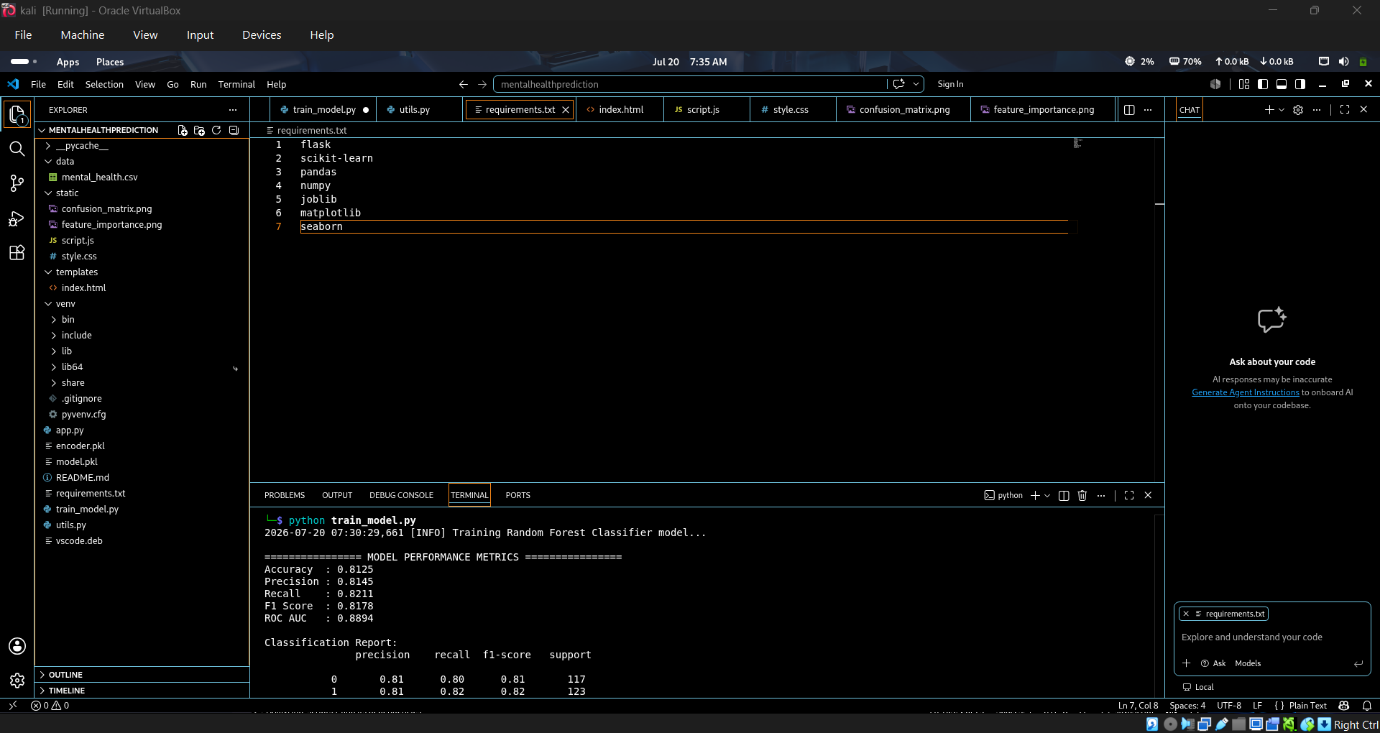 kali [Running] - Oracle VirtualBox
File Machine View Input Devices Help
Apps Places Jul 20 7:35 AM 2% 70% 0.0 kB 0.0 kB
File Edit Selection View Go Run Terminal Help mentalhealthprediction Sign In
EXPLORER
train_model.py utils.py requirements.txt index.html script.js style.css confusion_matrix.png feature_importance.png
CHAT
MENTALHEALTHPREDICTION
__pycache__
data
mental_health.csv
static
confusion_matrix.png
feature_importance.png
JS script.js
# style.css
templates
<> index.html
venv
bin
include
lib
lib64
share
.gitignore
pyvenv.cfg
app.py
encoder.pkl
model.pkl
README.md
requirements.txt
train_model.py
utils.py
vscode.deb
OUTLINE
TIMELINE
requirements.txt
1 flask
2 scikit-learn
3 pandas
4 numpy
5 joblib
6 matplotlib
7 seaborn
PROBLEMS OUTPUT DEBUG CONSOLE TERMINAL PORTS python
└─$ python train_model.py
2026-07-20 07:30:29,661 [INFO] Training Random Forest Classifier model...
================ MODEL PERFORMANCE METRICS ================
Accuracy : 0.8125
Precision : 0.8145
Recall : 0.8211
F1 Score : 0.8178
ROC AUC : 0.8894
Classification Report:
precision recall f1-score support
0 0.81 0.80 0.81 117
1 0.81 0.82 0.82 123
Ask about your code
AI responses may be inaccurate
Generate Agent Instructions to onboard AI
onto your codebase.
requirements.txt
Explore and understand your code
Ask Models
Local
0 0 Ln 7, Col 8 Spaces: 4 UTF-8 LF {} Plain Text
Right Ctrl